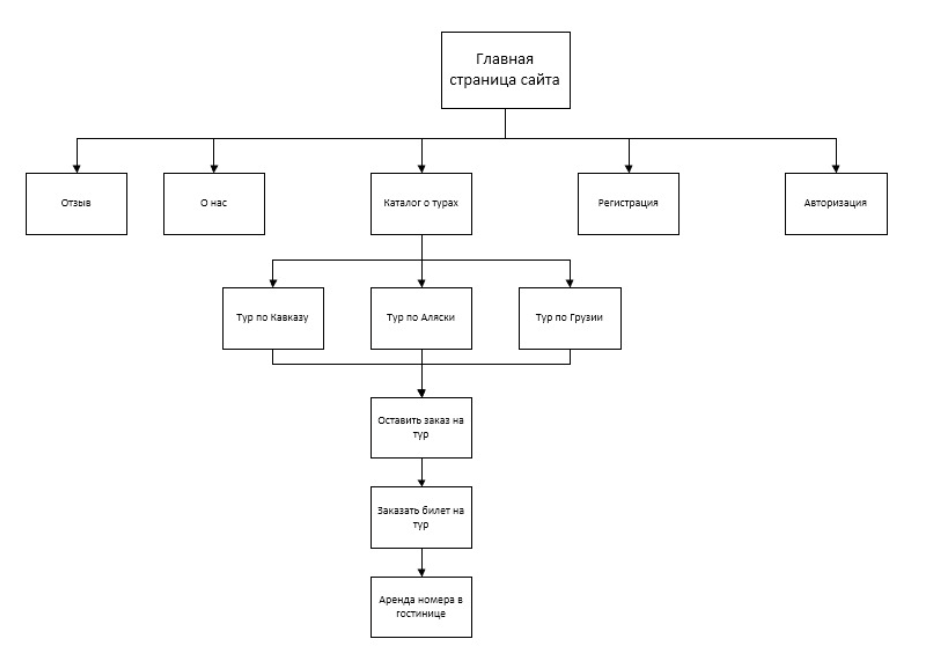 Главная
страница сайта
Отзыв
О нас
Каталог о турах
Регистрация
Авторизация
Тур по Кавказу
Тур по Аляски
Тур по Грузии
Оставить заказ на
тур
Заказать билет на
тур
Аренда номера в
гостинице